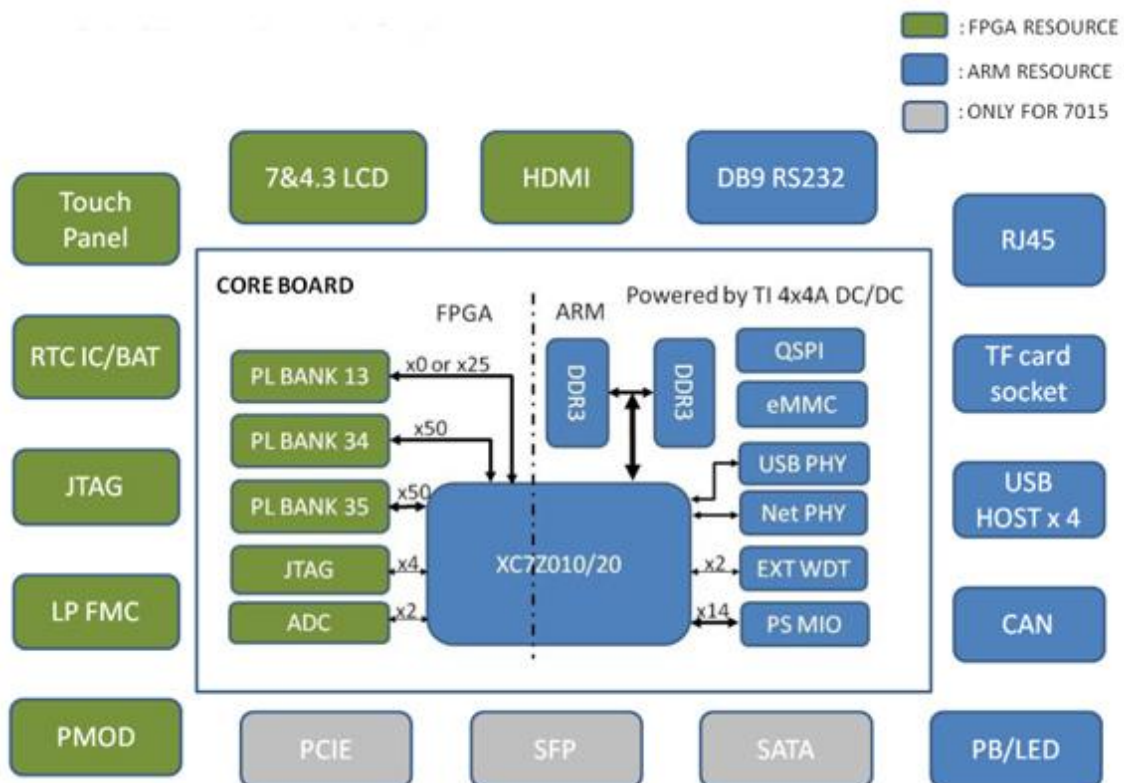 : FPGA RESOURCE
: ARM RESOURCE
: ONLY FOR 7015
7&4.3 LCD
HDMI
DB9 RS232
Touch
Panel
RTC IC/BAT
JTAG
LP FMC
PMOD
CORE BOARD
Powered by TI 4x4A DC/DC
FPGA
ARM
PL BANK 13
x0 or x25
PL BANK 34
x50
PL BANK 35
x50
JTAG
x4
ADC
x2
DDR3
DDR3
XC7Z010/20
QSPI
eMMC
USB PHY
Net PHY
x2
EXT WDT
x14
PS MIO
RJ45
TF card
socket
USB
HOST x 4
CAN
PCIE
SFP
SATA
PB/LED